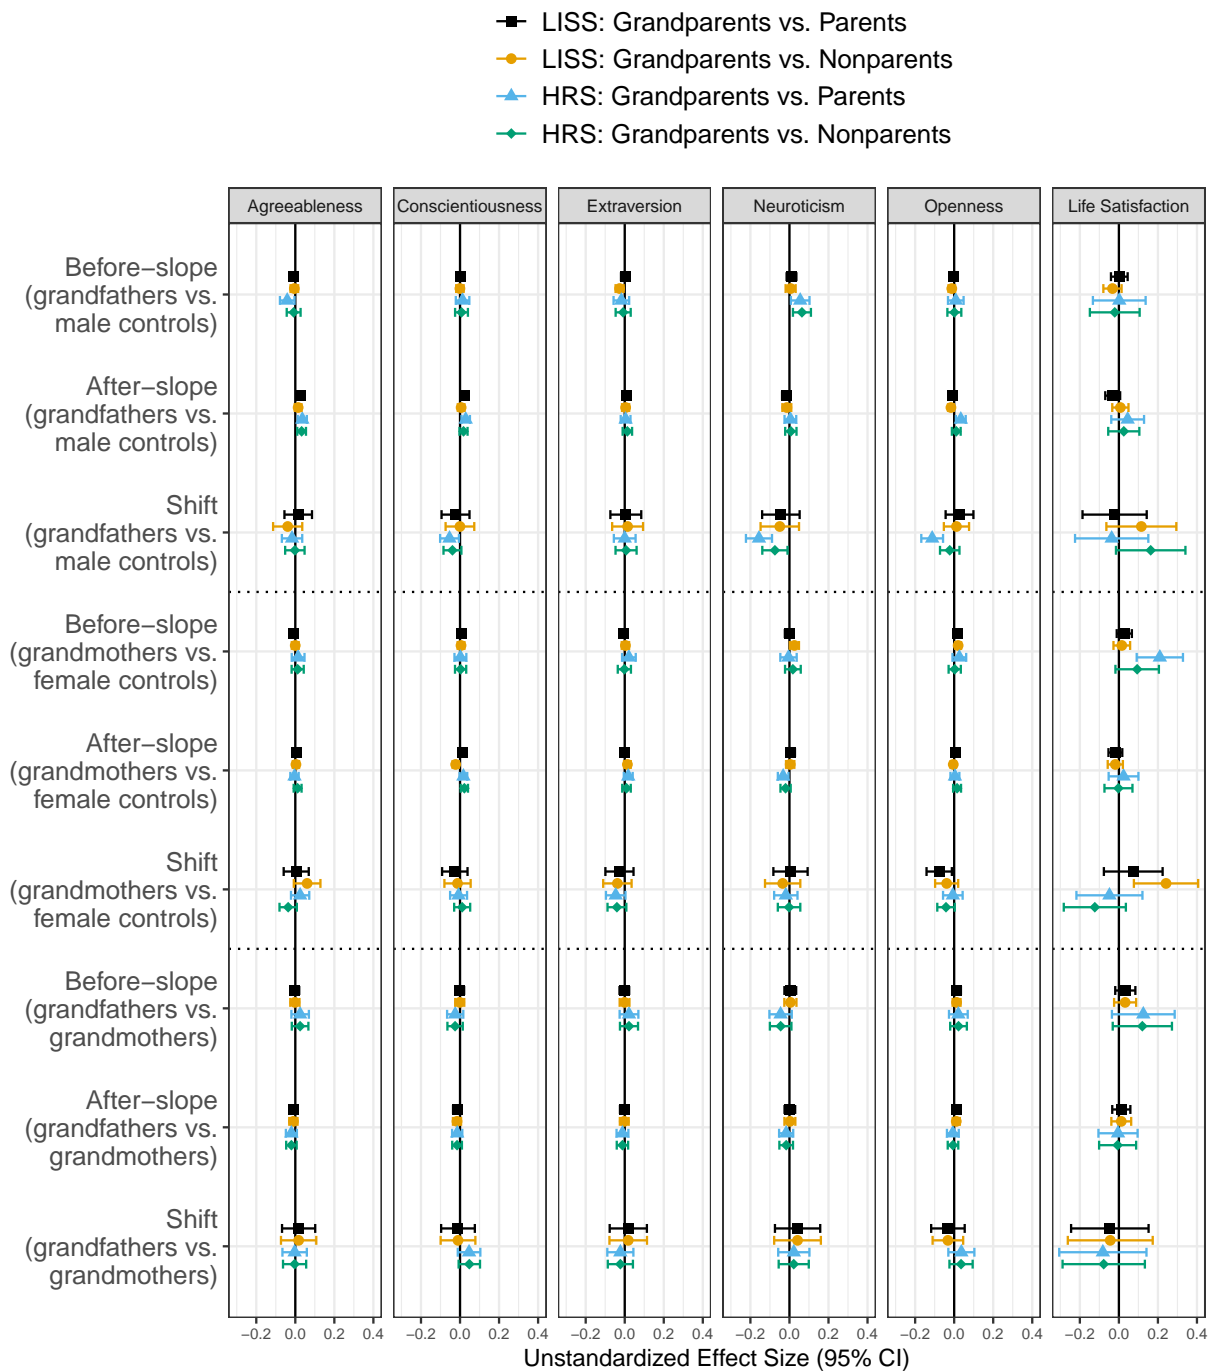 LISS: Grandparents vs. Parents
LISS: Grandparents vs. Nonparents
HRS: Grandparents vs. Parents
HRS: Grandparents vs. Nonparents
Agreeableness Conscientiousness Extraversion Neuroticism Openness Life Satisfaction
Before−slope
(grandfathers vs.
male controls)
After−slope
(grandfathers vs.
male controls)
Shift
(grandfathers vs.
male controls)
Before−slope
(grandmothers vs.
female controls)
After−slope
(grandmothers vs.
female controls)
Shift
(grandmothers vs.
female controls)
Before−slope
(grandfathers vs.
grandmothers)
After−slope
(grandfathers vs.
grandmothers)
Shift
(grandfathers vs.
grandmothers)
−0.2 0.0 0.2 0.4 −0.2 0.0 0.2 0.4 −0.2 0.0 0.2 0.4 −0.2 0.0 0.2 0.4 −0.2 0.0 0.2 0.4 −0.2 0.0 0.2 0.4
Unstandardized Effect Size (95% CI)